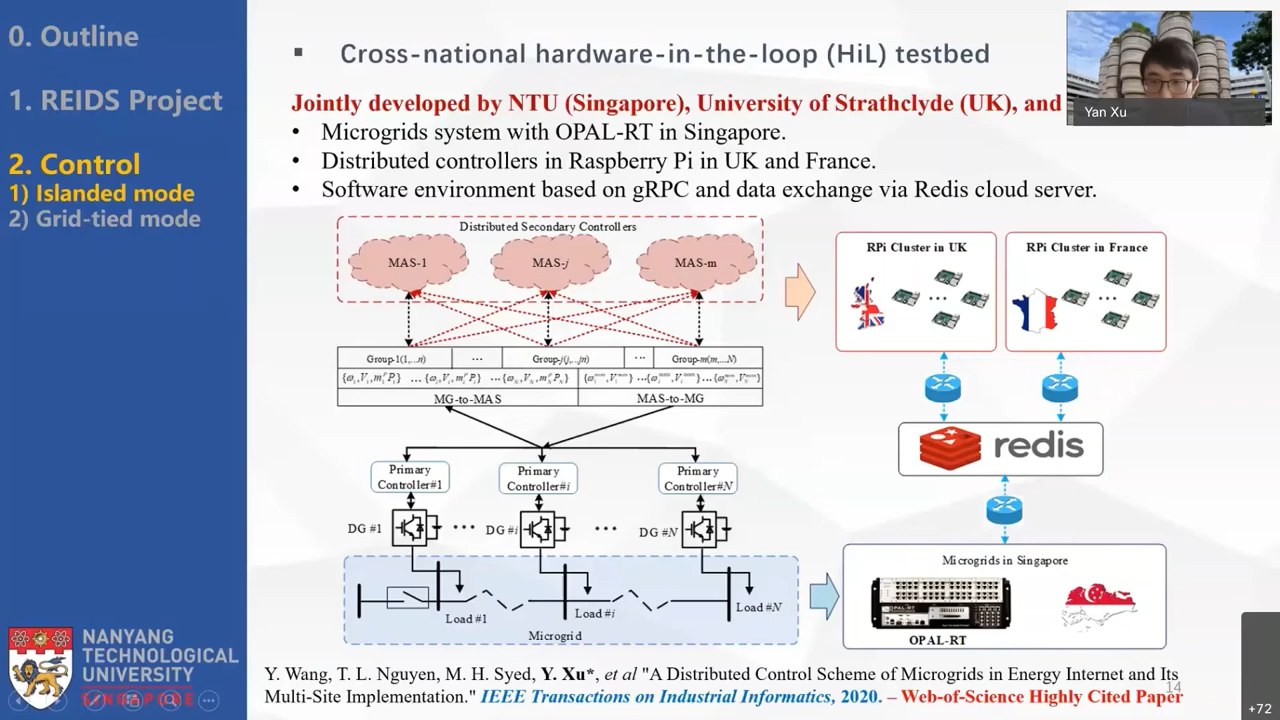 0. Outline
1. REIDS Project
2. Control
1) Islanded mode
2) Grid-tied mode
NANYANG
TECHNOLOGICAL
UNIVERSITY
SINGAPORE
▪ Cross-national hardware-in-the-loop (HiL) testbed
Jointly developed by NTU (Singapore), University of Strathclyde (UK), and
• Microgrids system with OPAL-RT in Singapore.
• Distributed controllers in Raspberry Pi in UK and France.
• Software environment based on gRPC and data exchange via Redis cloud server.
Yan Xu
Distributed Secondary Controllers
MAS-1
MAS-j
MAS-m
Group-1(1,...n)
...
Group-j(j,...jn)
...
Group-m(m,...N)
MG-to-MAS
MAS-to-MG
Primary
Controller#1
Primary
Controller#i
Primary
Controller#N
DG #1
...
DG #i
...
DG #N
Load #1
Load #i
Load #N
Microgrid
RPi Cluster in UK
...
RPi Cluster in France
...
redis
Microgrids in Singapore
OPAL-RT
OPAL-RT
Y. Wang, T. L. Nguyen, M. H. Syed, Y. Xu*, et al "A Distributed Control Scheme of Microgrids in Energy Internet and Its
Multi-Site Implementation." IEEE Transactions on Industrial Informatics, 2020. – Web-of-Science Highly Cited Paper
14
+72